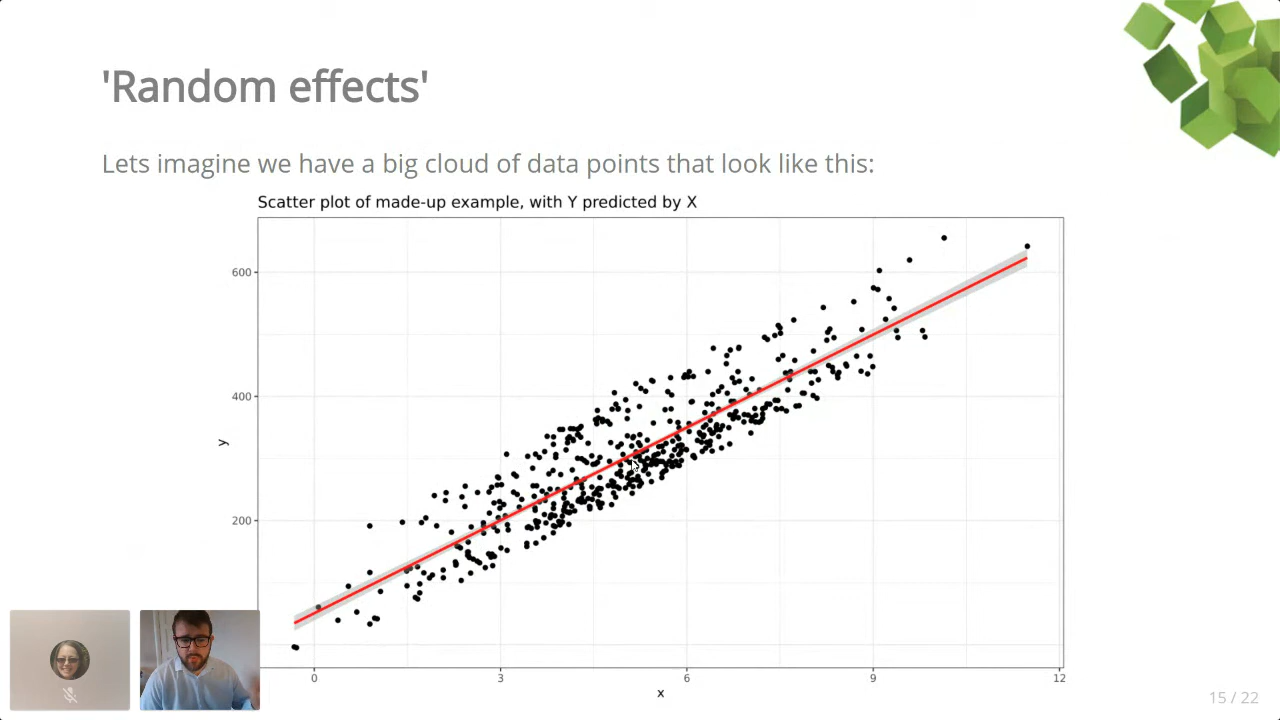 'Random effects'
Lets imagine we have a big cloud of data points that look like this:
Scatter plot of made-up example, with Y predicted by X
600
400
200
y
0
3
6
9
12
x
15 / 22